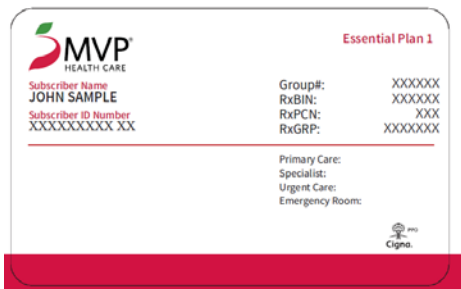 MVP®
HEALTH CARE
Essential Plan 1
Subscriber Name
JOHN SAMPLE
Subscriber ID Number
XXXXXXXXX XX
Group#: XXXXXX
RxBIN: XXXXXX
RxPCN: XXX
RxGRP: XXXXXXX
Primary Care:
Specialist:
Urgent Care:
Emergency Room:
PPO
Cigna.